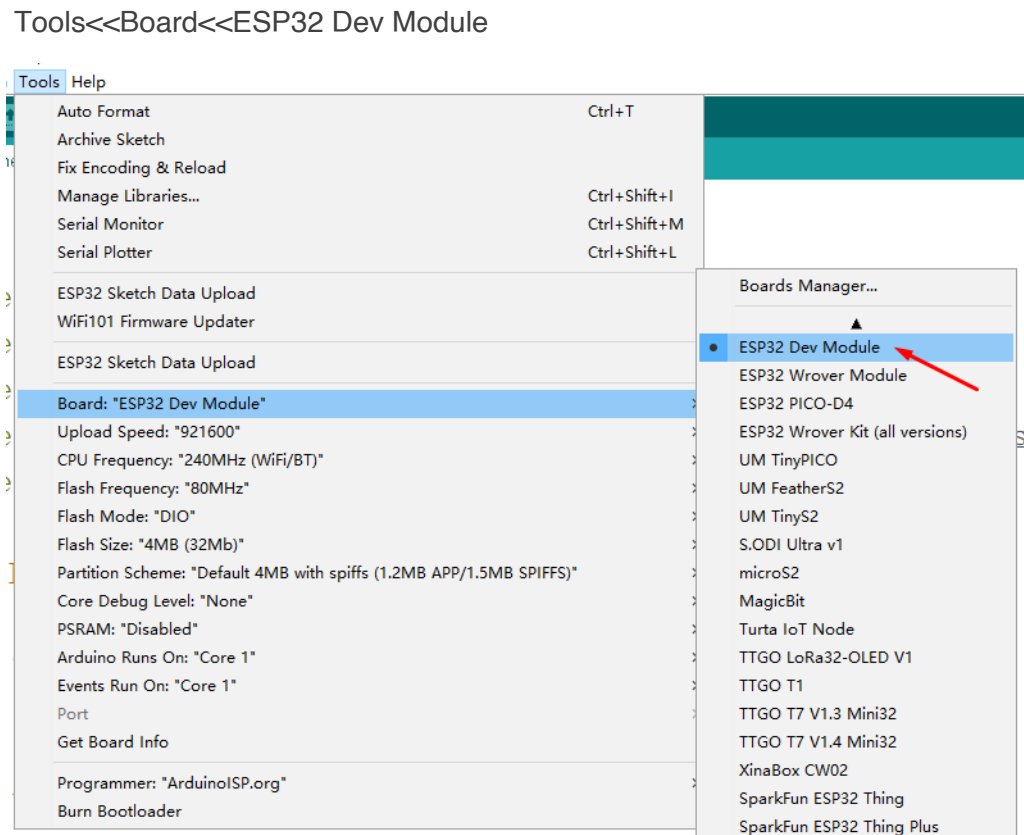 Tools<<Board<<ESP32 Dev Module
Tools Help
Auto Format Ctrl+T
Archive Sketch
Fix Encoding & Reload
Manage Libraries... Ctrl+Shift+I
Serial Monitor Ctrl+Shift+M
Serial Plotter Ctrl+Shift+L
ESP32 Sketch Data Upload
WiFi101 Firmware Updater
ESP32 Sketch Data Upload
Board: "ESP32 Dev Module"
Upload Speed: "921600"
CPU Frequency: "240MHz (WiFi/BT)"
Flash Frequency: "80MHz"
Flash Mode: "DIO"
Flash Size: "4MB (32Mb)"
Partition Scheme: "Default 4MB with spiffs (1.2MB APP/1.5MB SPIFFS)"
Core Debug Level: "None"
PSRAM: "Disabled"
Arduino Runs On: "Core 1"
Events Run On: "Core 1"
Port
Get Board Info
Programmer: "ArduinoISP.org"
Burn Bootloader
Boards Manager...
ESP32 Dev Module
ESP32 Wrover Module
ESP32 PICO-D4
ESP32 Wrover Kit (all versions)
UM TinyPICO
UM FeatherS2
UM TinyS2
S.ODI Ultra v1
microS2
MagicBit
Turta IoT Node
TTGO LoRa32-OLED V1
TTGO T1
TTGO T7 V1.3 Mini32
TTGO T7 V1.4 Mini32
XinaBox CW02
SparkFun ESP32 Thing
SparkFun ESP32 Thing Plus